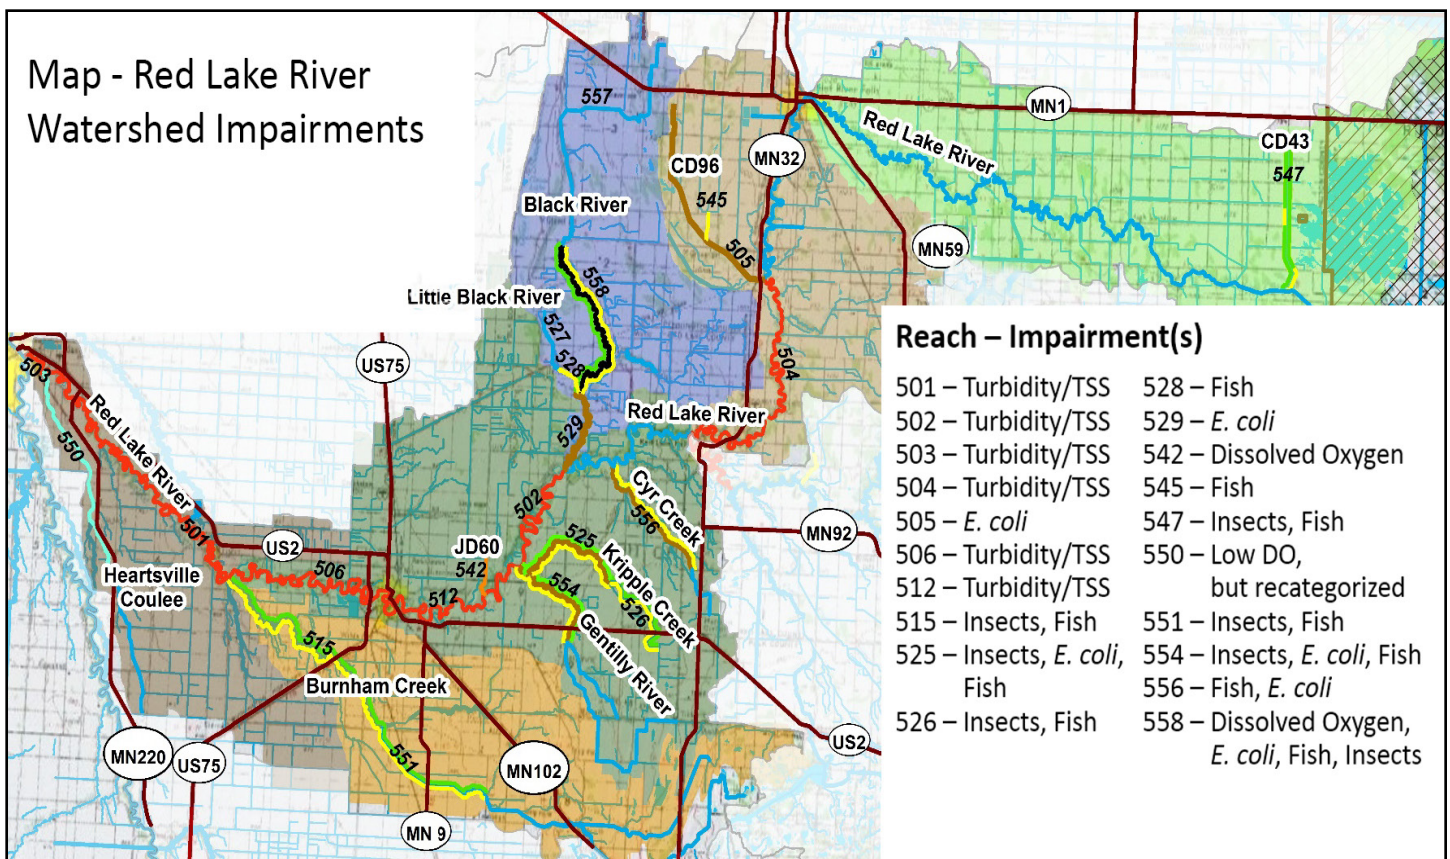 Map - Red Lake River
Watershed Impairments
557
MN1
Red Lake River
CD43
547
CD96
MN32
545
Black River
505
MN59
558
Little Black River
527
528
504
US75
503
Red Lake River
529
550
Red Lake River
Cyr Creek
556
502
501
US2
JD60
542
525
Kripple Creek
MN92
Heartsville
Coulee
506
512
554
526
515
Gentilly River
Burnham Creek
551
MN220
US75
MN102
US2
MN 9
Reach – Impairment(s)
501 – Turbidity/TSS
502 – Turbidity/TSS
503 – Turbidity/TSS
504 – Turbidity/TSS
505 – E. coli
506 – Turbidity/TSS
512 – Turbidity/TSS
515 – Insects, Fish
525 – Insects, E. coli,
Fish
526 – Insects, Fish
528 – Fish
529 – E. coli
542 – Dissolved Oxygen
545 – Fish
547 – Insects, Fish
550 – Low DO,
but recategorized
551 – Insects, Fish
554 – Insects, E. coli, Fish
556 – Fish, E. coli
558 – Dissolved Oxygen,
E. coli, Fish, Insects